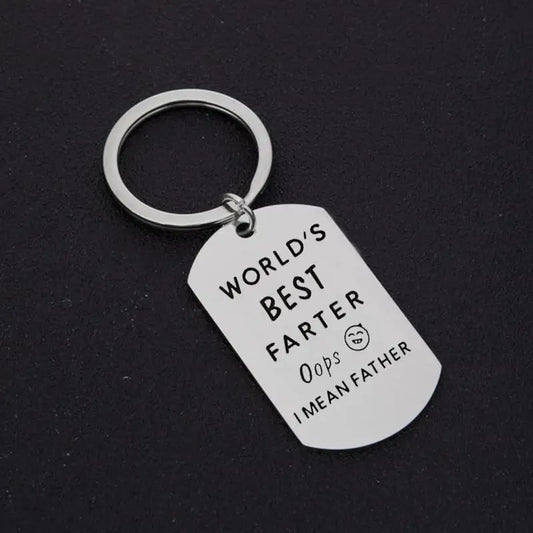 WORLD'S
BEST
FARTER
Oops
I MEAN FATHER